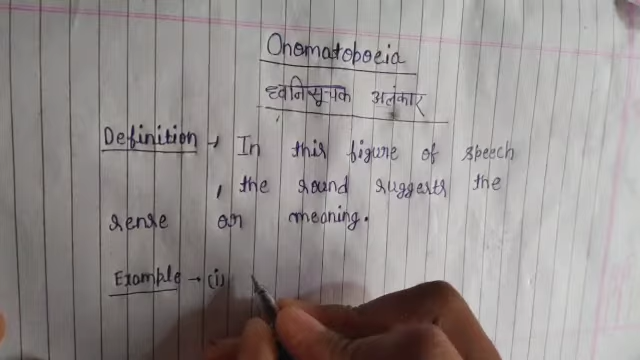 Onomatopoeia
ध्वनिसूचक अलंकार
Definition → In this figure of speech
, the sound suggests the
sense or meaning.
Example → (i)